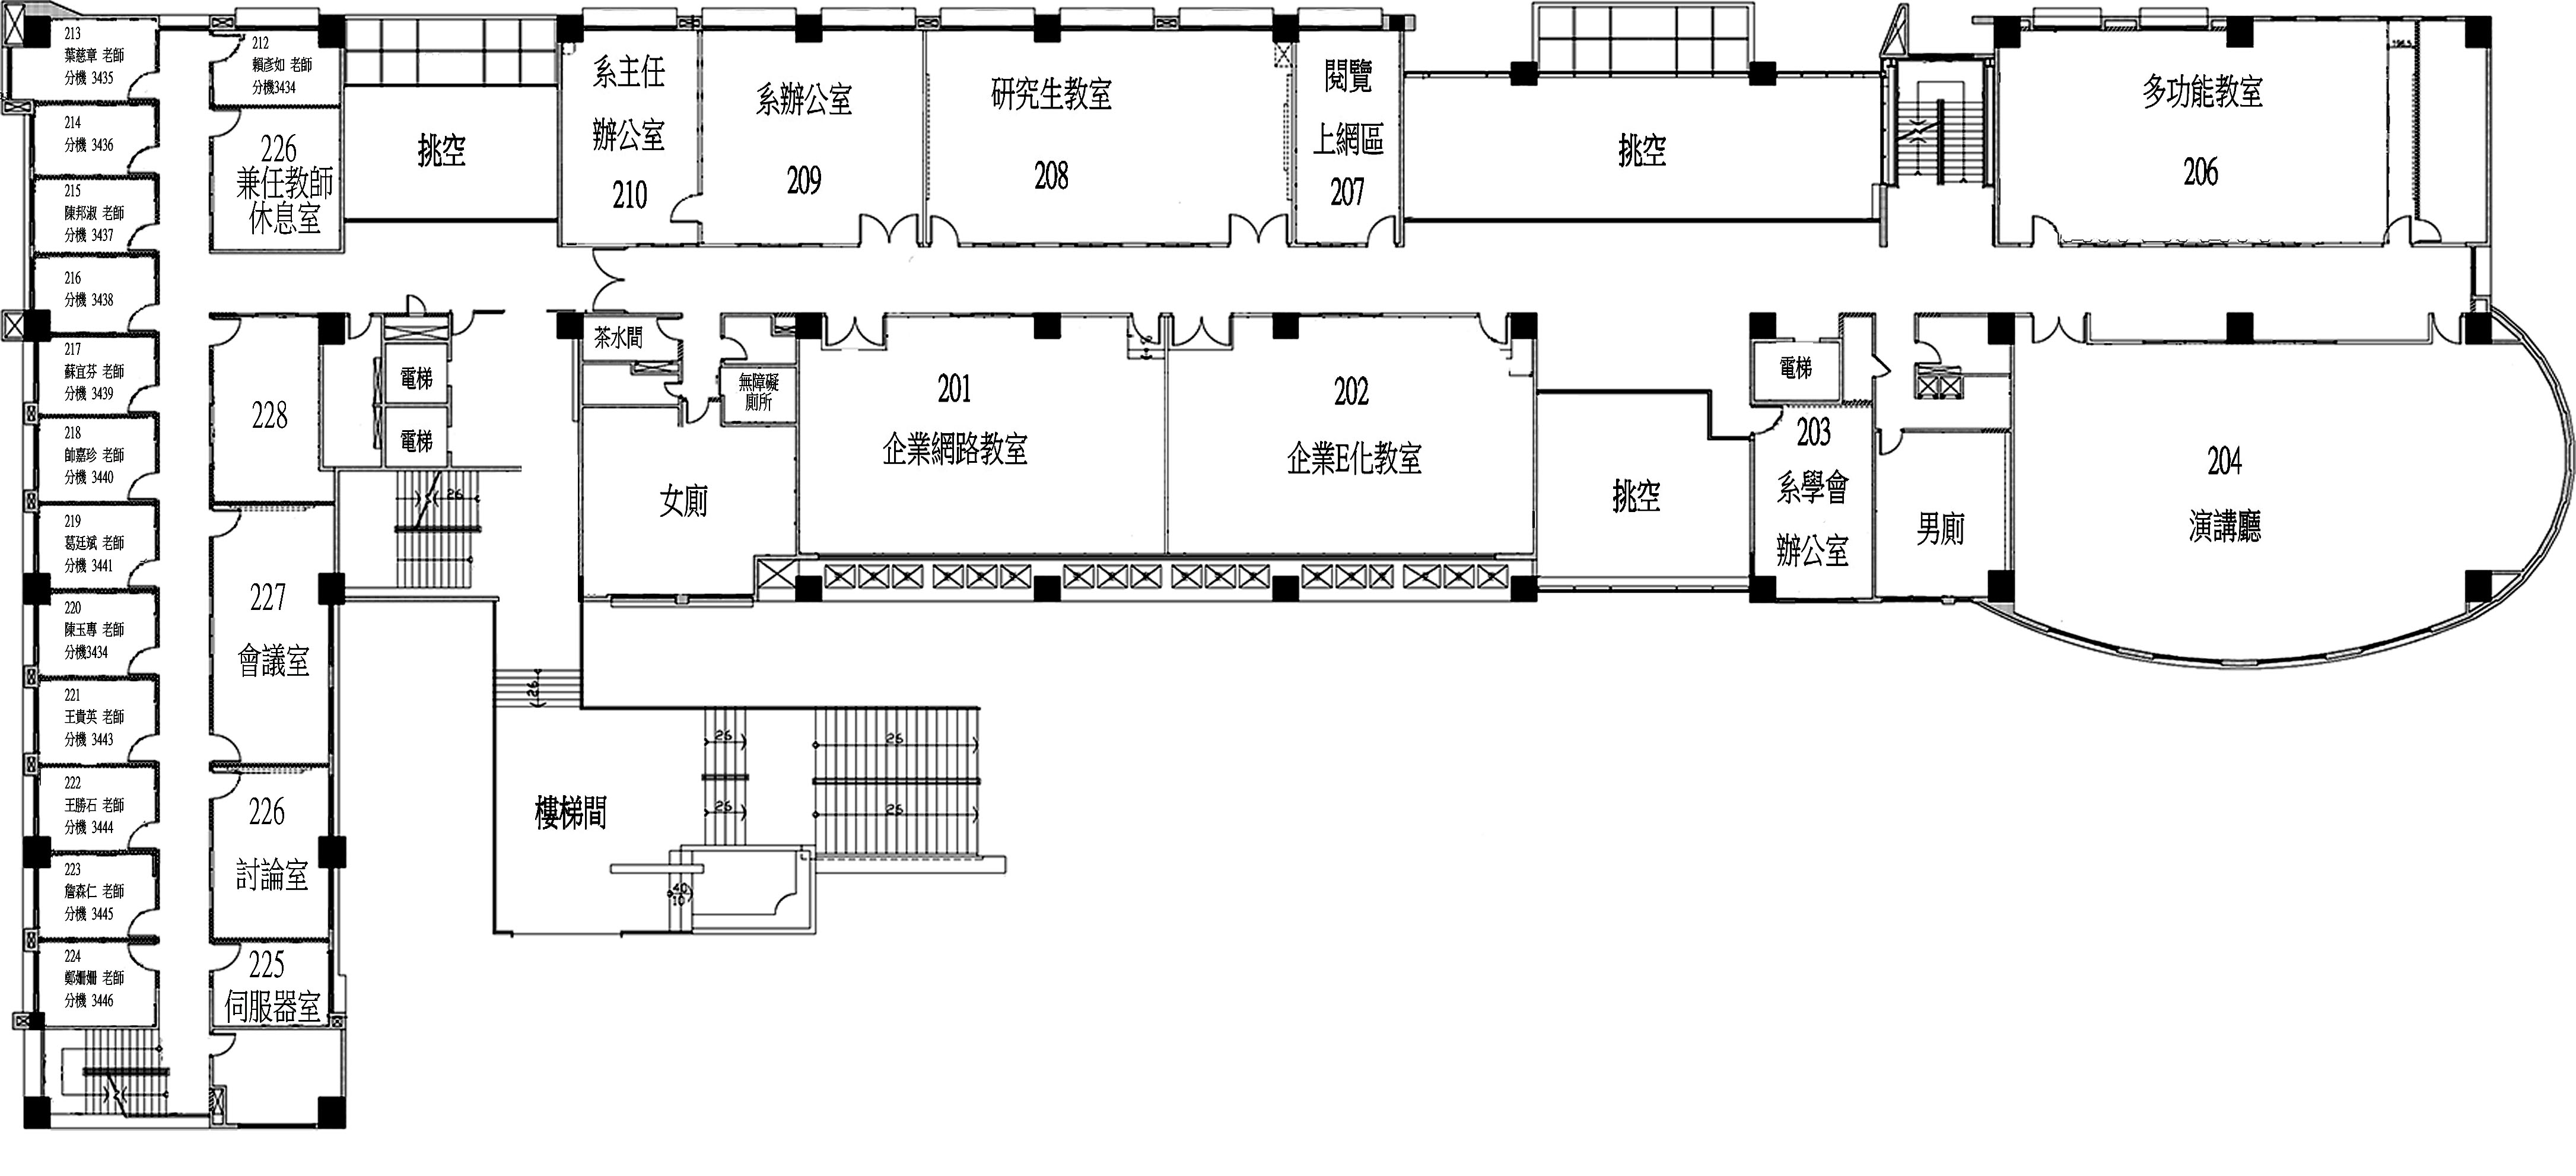 213
葉慈章 老師
分機 3435
214
分機 3436
215
陳邦淑 老師
分機 3437
216
分機 3438
217
蘇宜芬 老師
分機 3439
218
帥嘉珍 老師
分機 3440
219
葛廷斌 老師
分機 3441
220
陳玉專 老師
分機3434
221
王貴英 老師
分機 3443
222
王勝石 老師
分機 3444
223
詹森仁 老師
分機 3445
224
鄭姍姍 老師
分機 3446
212
賴彥如 老師
分機3434
226
兼任教師
休息室
228
227
會議室
226
討論室
225
伺服器室
挑空
系主任
辦公室
210
系辦公室
209
研究生教室
208
閱覽
上網區
207
挑空
多功能教室
206
電梯
電梯
26
茶水間
無障礙
廁所
女廁
201
企業網路教室
202
企業E化教室
挑空
電梯
203
系學會
辦公室
男廁
204
演講廳
26
樓梯間
26
26
26
26
40
10